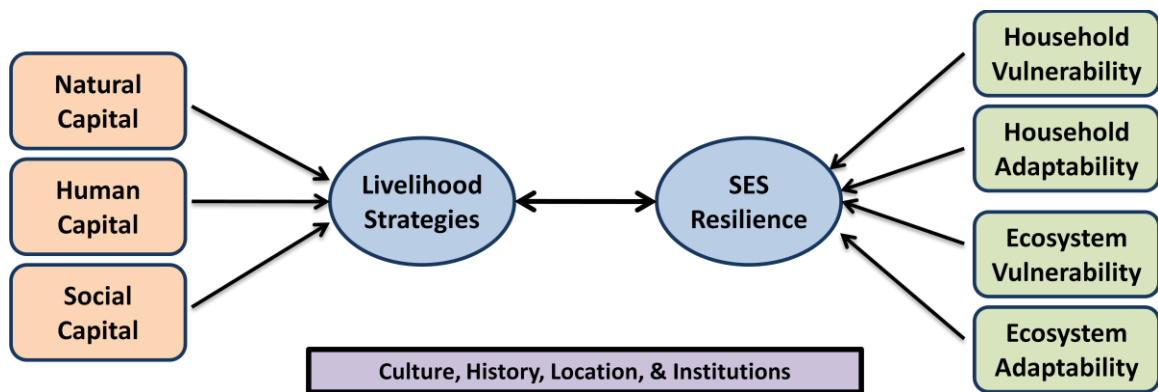 Natural
Capital
Human
Capital
Social
Capital
Livelihood
Strategies
SES
Resilience
Household
Vulnerability
Household
Adaptability
Ecosystem
Vulnerability
Ecosystem
Adaptability
Culture, History, Location, & Institutions